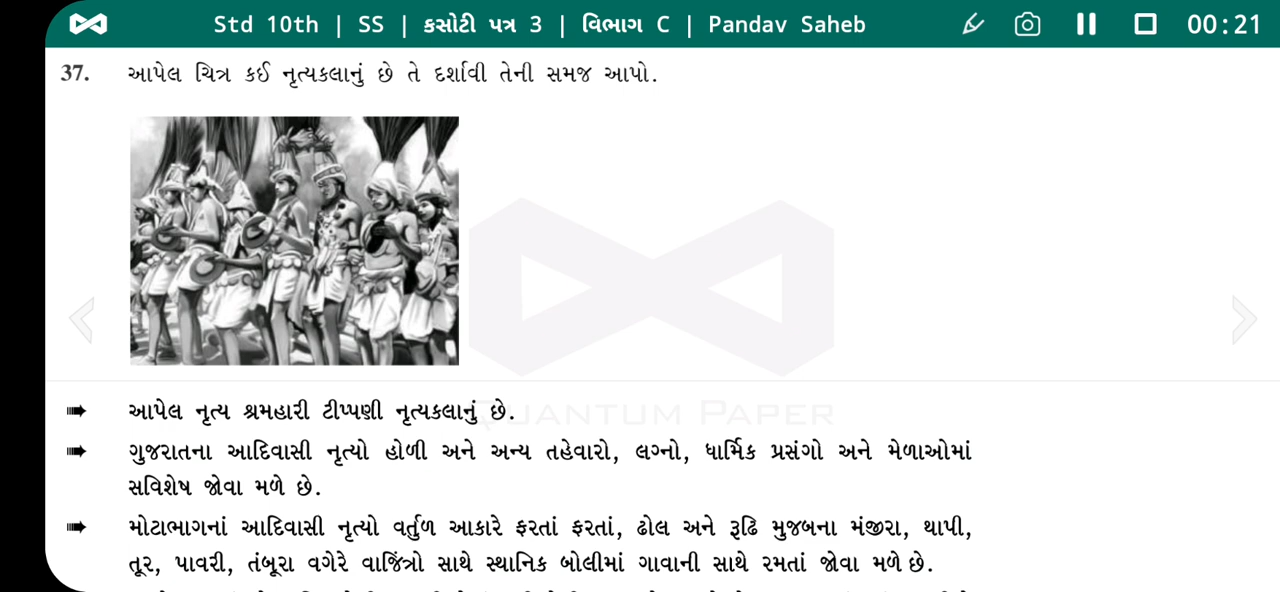 Std 10th | SS | કસોટી પત્ર 3 | વિભાગ C | Pandav Saheb 00:21
37. આપેલ ચિત્ર કઈ નૃત્યકલાનું છે તે દર્શાવી તેની સમજ આપો.
આપેલ નૃત્ય શ્રમહારી ટીપ્પણી નૃત્યકલાનું છે.
QUANTUM PAPER
ગુજરાતના આદિવાસી નૃત્યો હોળી અને અન્ય તહેવારો, લગ્નો, ધાર્મિક પ્રસંગો અને મેળાઓમાં
સવિશેષ જોવા મળે છે.
મોટાભાગનાં આદિવાસી નૃત્યો વર્તુળ આકારે ફરતાં ફરતાં, ઢોલ અને રૂઢિ મુજબના મંજીરા, થાપી,
તૂર, પાવરી, તંબૂરા વગેરે વાજિંત્રો સાથે સ્થાનિક બોલીમાં ગાવાની સાથે રમતાં જોવા મળે છે.